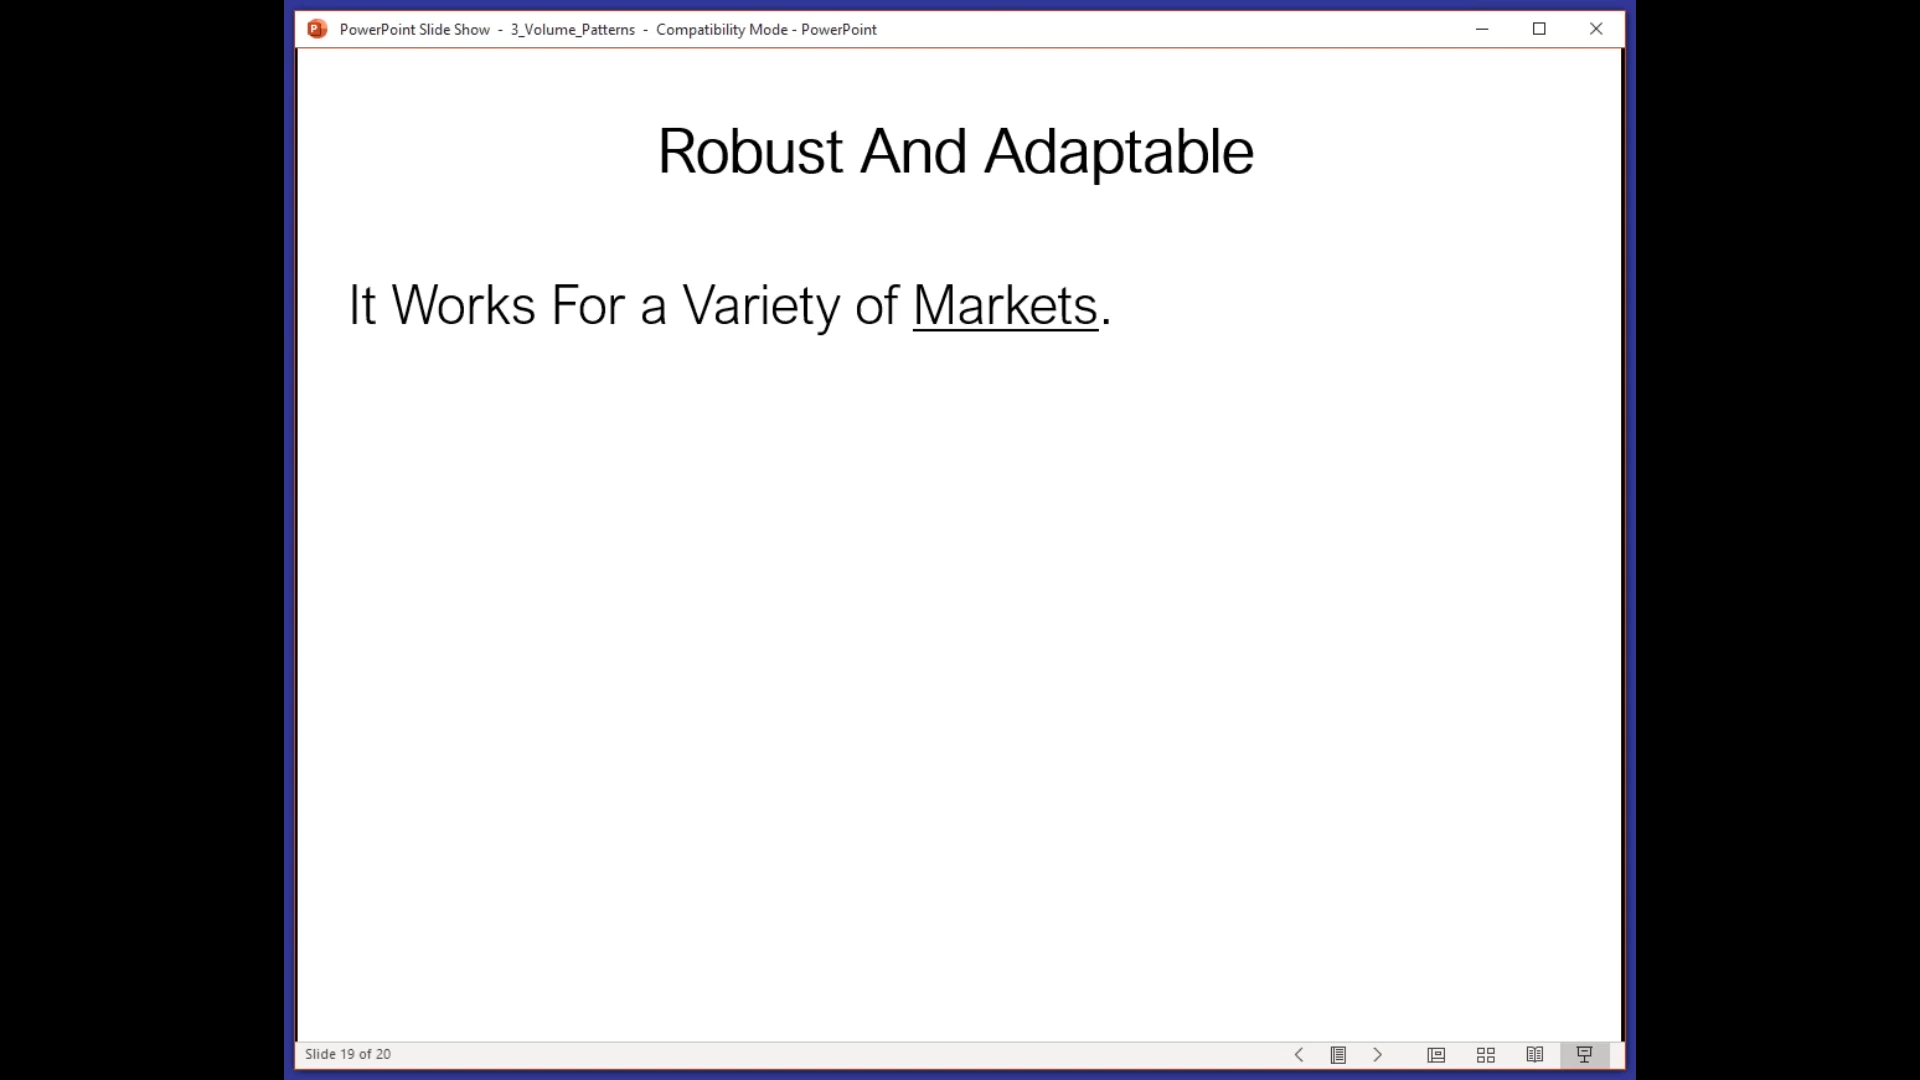 PowerPoint Slide Show - 3_Volume_Patterns - Compatibility Mode - PowerPoint
Robust And Adaptable
It Works For a Variety of Markets.
Slide 19 of 20